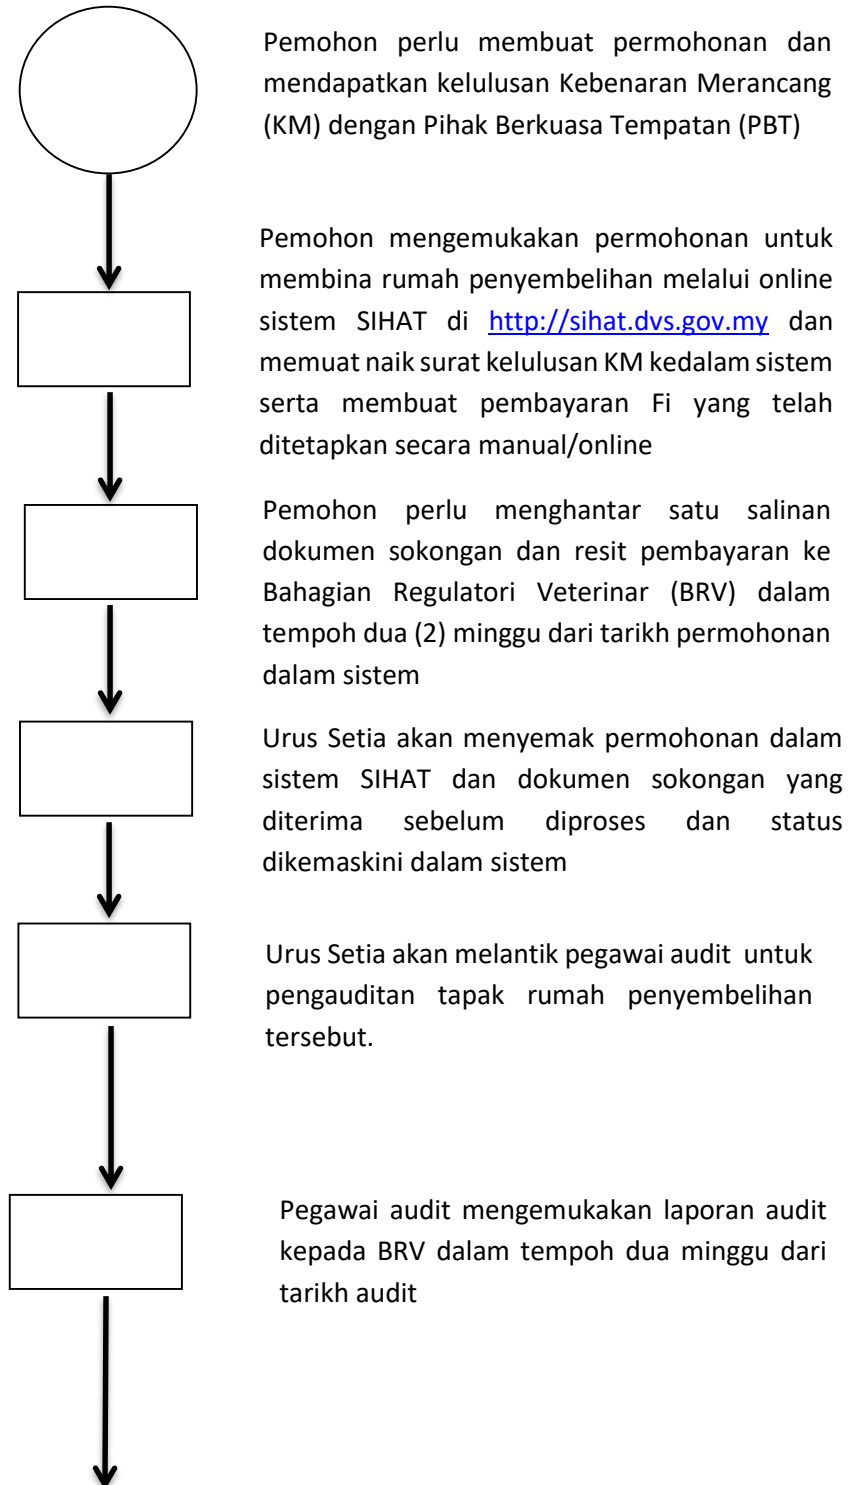 Pemohon perlu membuat permohonan dan
mendapatkan kelulusan Kebenaran Merancang
(KM) dengan Pihak Berkuasa Tempatan (PBT)
Pemohon mengemukakan permohonan untuk
membina rumah penyembelihan melalui online
sistem SIHAT di http://sihat.dvs.gov.my dan
memuat naik surat kelulusan KM kedalam sistem
serta membuat pembayaran Fi yang telah
ditetapkan secara manual/online
Pemohon perlu menghantar satu salinan
dokumen sokongan dan resit pembayaran ke
Bahagian Regulatori Veterinar (BRV) dalam
tempoh dua (2) minggu dari tarikh permohonan
dalam sistem
Urus Setia akan menyemak permohonan dalam
sistem SIHAT dan dokumen sokongan yang
diterima sebelum diproses dan status
dikemaskini dalam sistem
Urus Setia akan melantik pegawai audit untuk
pengauditan tapak rumah penyembelihan
tersebut.
Pegawai audit mengemukakan laporan audit
kepada BRV dalam tempoh dua minggu dari
tarikh audit